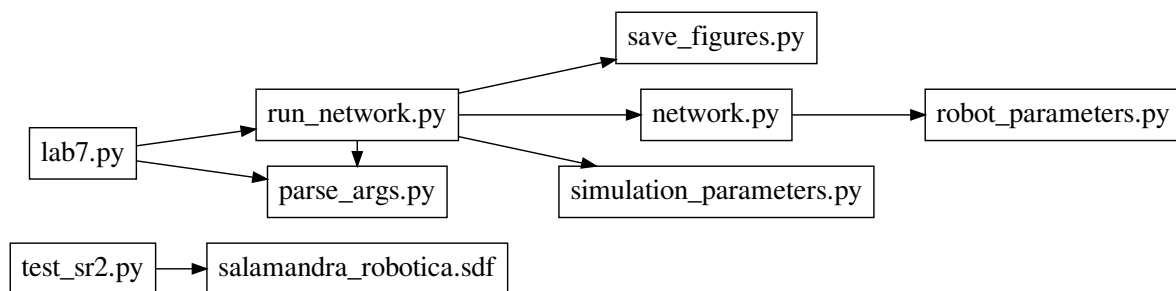 save_figures.py
run_network.py
network.py
robot_parameters.py
lab7.py
parse_args.py
simulation_parameters.py
test_sr2.py
salamandra_robotica.sdf